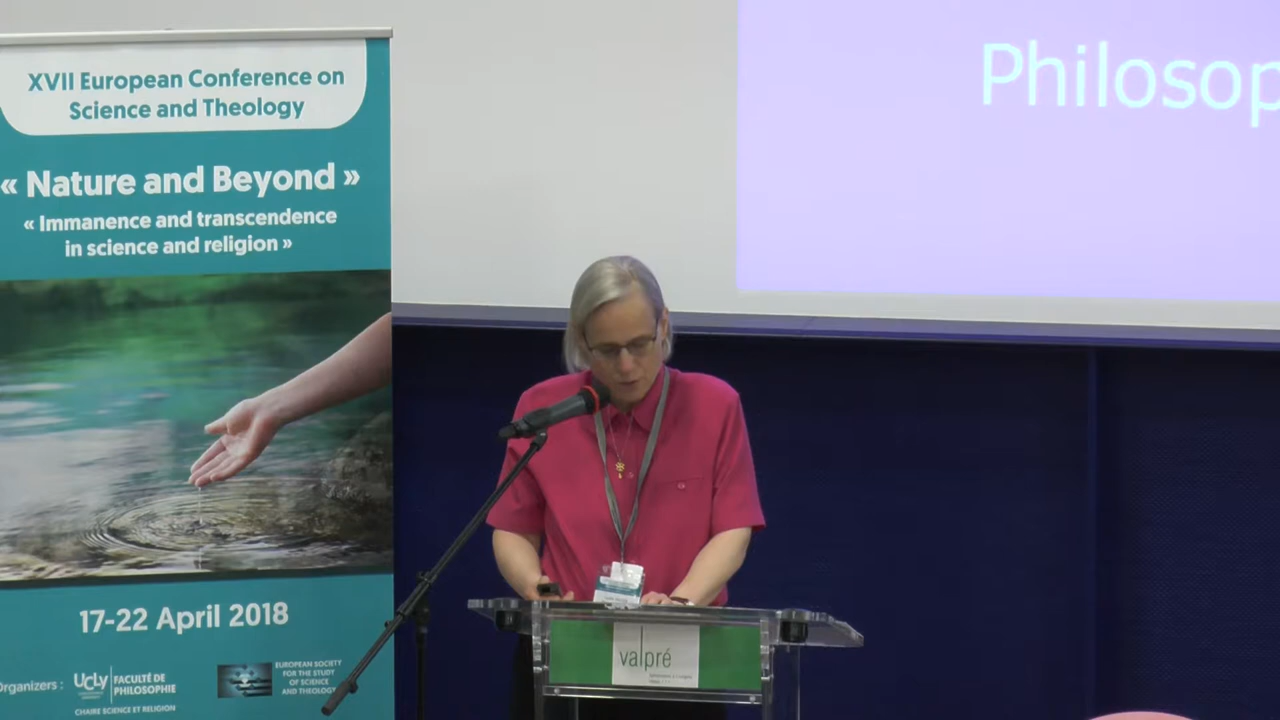 XVII European Conference on
Science and Theology
« Nature and Beyond »
« Immanence and transcendence
in science and religion »
17-22 April 2018
Organizers :
UCLy
FACULTÉ DE
PHILOSOPHIE
CHAIRE SCIENCE ET RELIGION
EUROPEAN SOCIETY
FOR THE STUDY
OF SCIENCE
AND THEOLOGY
Philosop
valpré